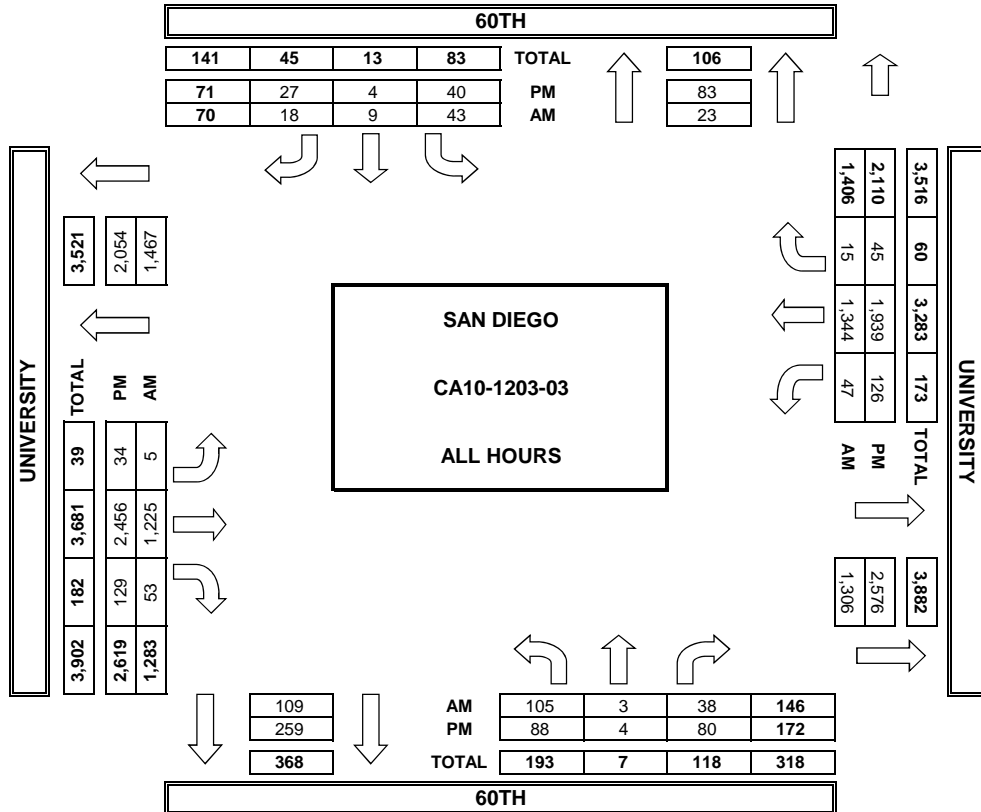 60TH
141 45 13 83 TOTAL 106
71 27 4 40 PM 83
70 18 9 43 AM 23
UNIVERSITY
3,521
2,054
1,467
TOTAL 39 3,681 182 3,902
PM 34 2,456 129 2,619
AM 5 1,225 53 1,283
SAN DIEGO
CA10-1203-03
ALL HOURS
3,516 60 3,283 173 TOTAL
2,110 45 1,939 126 PM
1,406 15 1,344 47 AM
3,882
2,576
1,306
UNIVERSITY
109 AM 105 3 38 146
259 PM 88 4 80 172
368 TOTAL 193 7 118 318
60TH